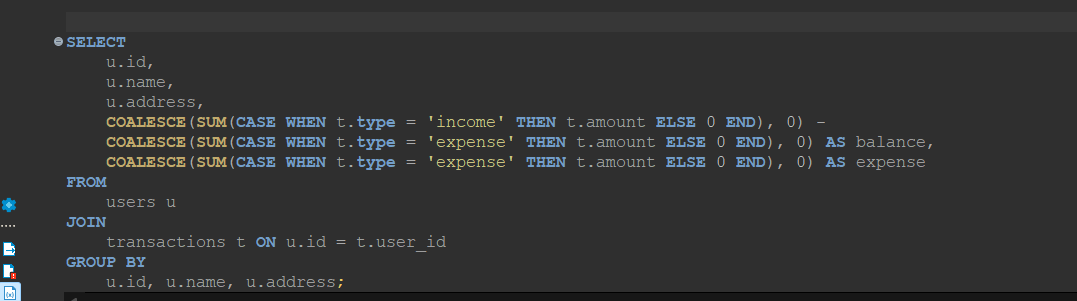 SELECT
u.id,
u.name,
u.address,
COALESCE(SUM(CASE WHEN t.type = 'income' THEN t.amount ELSE 0 END), 0) -
COALESCE(SUM(CASE WHEN t.type = 'expense' THEN t.amount ELSE 0 END), 0) AS balance,
COALESCE(SUM(CASE WHEN t.type = 'expense' THEN t.amount ELSE 0 END), 0) AS expense
FROM
users u
JOIN
transactions t ON u.id = t.user_id
GROUP BY
u.id, u.name, u.address;